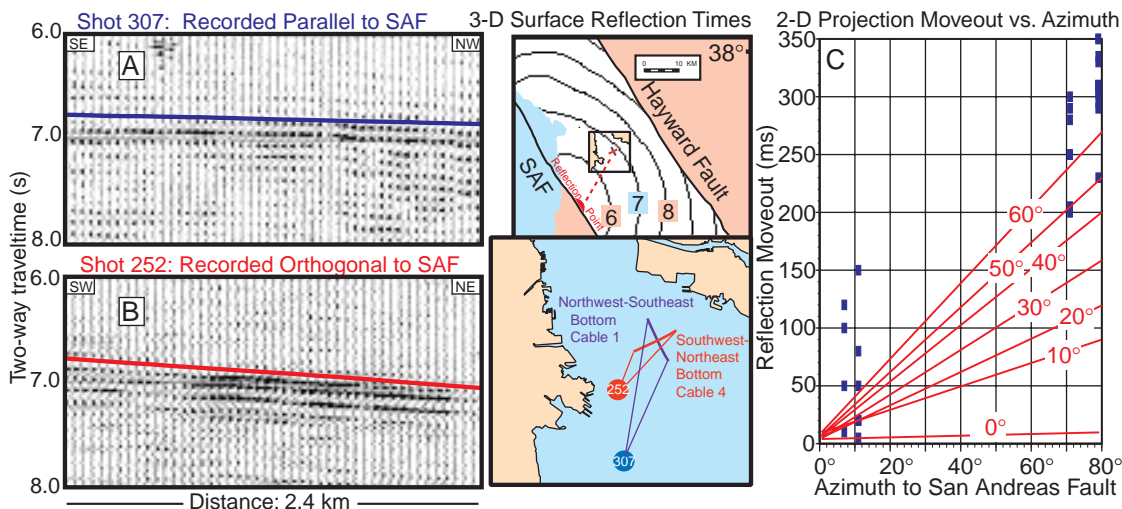 Shot 307: Recorded Parallel to SAF
6.0
SE
NW
A
7.0
8.0
Two-way traveltime (s)
Shot 252: Recorded Orthogonal to SAF
6.0
SW
NE
B
7.0
8.0
Distance: 2.4 km
3-D Surface Reflection Times
38°
0 10 KM
Hayward Fault
SAF
Reflection
Point
6
7
8
Northwest-Southeast
Bottom
Cable 1
Southwest-
Northeast
Bottom
Cable 4
252
307
2-D Projection Moveout vs. Azimuth
C
350
300
250
200
150
100
50
0
Reflection Moveout (ms)
60°
50°
40°
30°
20°
10°
0°
0°
20°
40°
60°
80°
Azimuth to San Andreas Fault